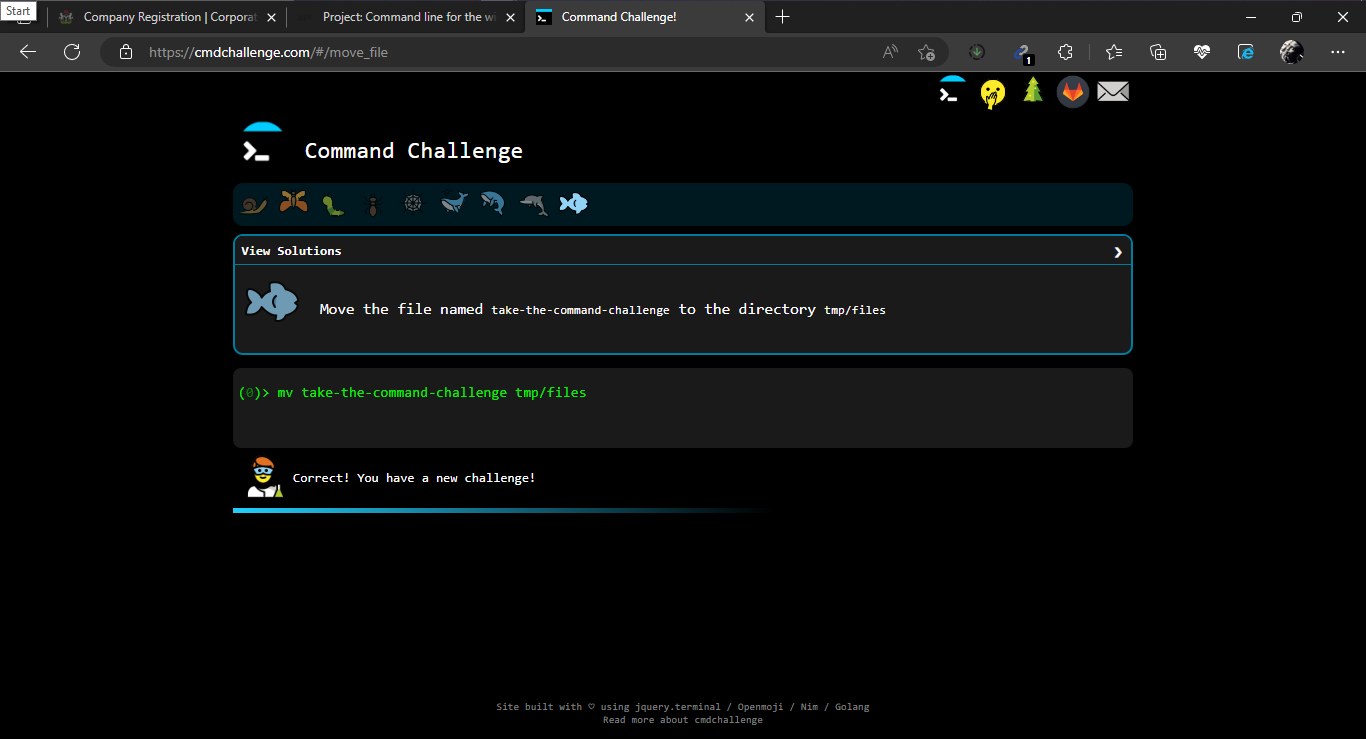 Start
Company Registration | Corporat
Project: Command line for the we
Command Challenge!
https://cmdchallenge.com/#/move_file
1
Command Challenge
View Solutions
Move the file named take-the-command-challenge to the directory tmp/files
(0)> mv take-the-command-challenge tmp/files
Correct! You have a new challenge!
Site built with ♡ using jquery.terminal / Openmoji / Nim / Golang
Read more about cmdchallenge